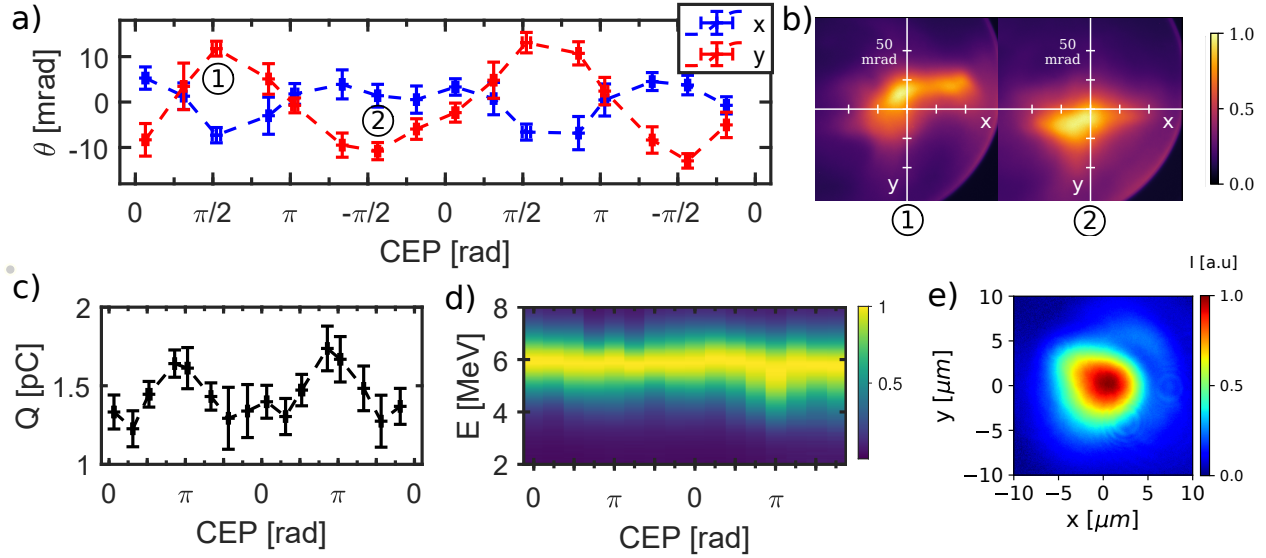 a)
θ [mrad]
10
0
-10
x
y
①
②
0
π/2
π
-π/2
0
π/2
π
-π/2
0
CEP [rad]
b)
50
mrad
x
y
①
50
mrad
x
y
②
1.0
0.5
0.0
c)
Q [pC]
2
1.5
1
0
π
0
π
0
CEP [rad]
d)
E [MeV]
8
6
4
2
0
π
0
π
CEP [rad]
1
0.5
e)
I [a.u]
y [μm]
10
5
0
−5
−10
−10
−5
0
5
10
x [μm]
1.0
0.5
0.0